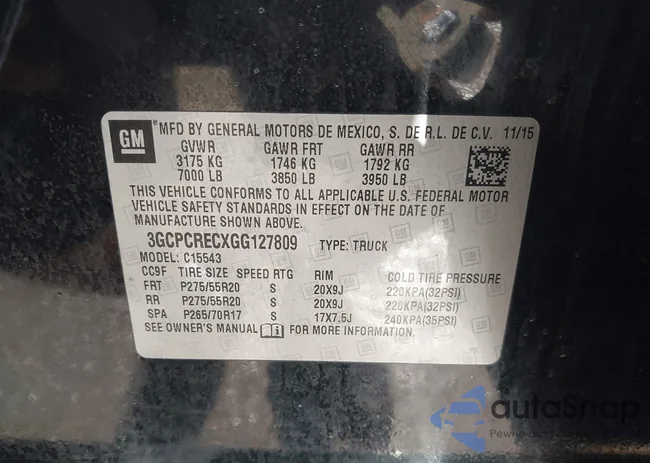 GM MFD BY GENERAL MOTORS DE MEXICO, S. DE R.L. DE C.V. 11/15
GVWR GAWR FRT GAWR RR
3175 KG 1746 KG 1792 KG
7000 LB 3850 LB 3950 LB
THIS VEHICLE CONFORMS TO ALL APPLICABLE U.S. FEDERAL MOTOR
VEHICLE SAFETY STANDARDS IN EFFECT ON THE DATE OF
MANUFACTURE SHOWN ABOVE.
3GCPCRECXGG127809 TYPE: TRUCK
MODEL: C15543
CC9F TIRE SIZE SPEED RTG RIM COLD TIRE PRESSURE
FRT P275/55R20 S 20X9J 220KPA(32PSI)
RR P275/55R20 S 20X9J 220KPA(32PSI)
SPA P265/70R17 S 17X7.5J 240KPA(35PSI)
SEE OWNER'S MANUAL FOR MORE INFORMATION
autoSnap